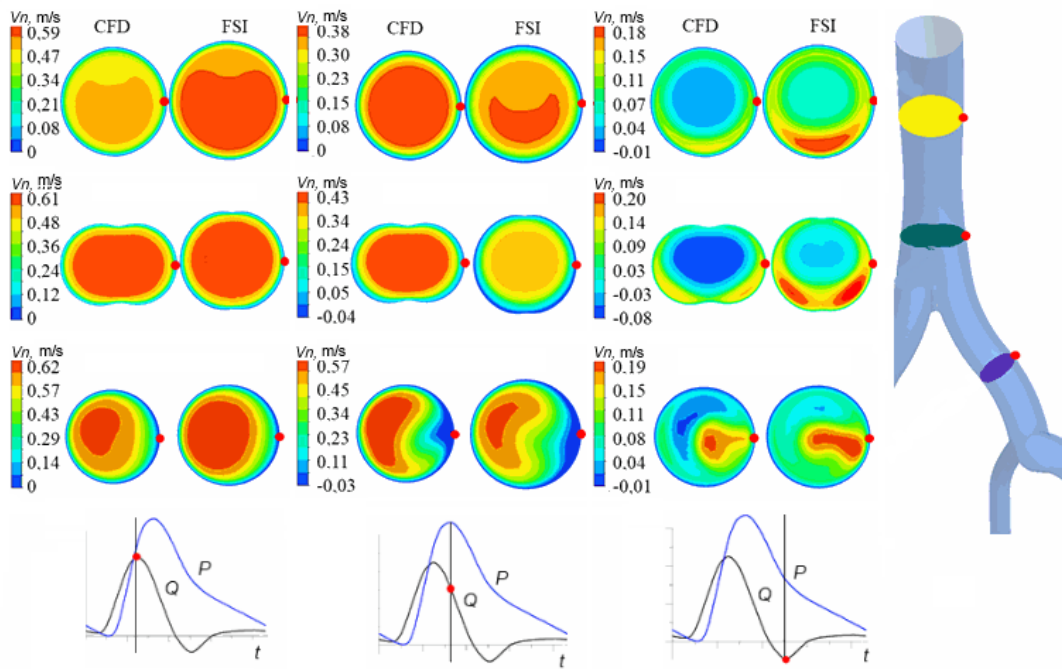 Vn, m/s
0.59
0.47
0.34
0.25
0.08
0
CFD
FSI
Vn, m/s
0.38
0.30
0.24
0.15
0.08
0
CFD
FSI
Vn, m/s
0.18
0.15
0.11
0.07
0.04
-0.01
CFD
FSI
Vn,
0.61
0.48
0.36
0.24
0.12
0
Vn, m/s
0.43
0.34
0.24
0.15
0.05
-0,04
Vn, m/s
0.20
0.14
0.09
0.03
-0.03
-0,08
Vn, m/s
0.62
0.57
0.43
0.29
0.14
0
Vn, m/s
0.57
0.45
0.34
0.22
0.11
-0,03
Vn, m/s
0.19
0.15
0.11
0.08
0.04
-0,01
P
Q
t
P
Q
t
P
Q
t